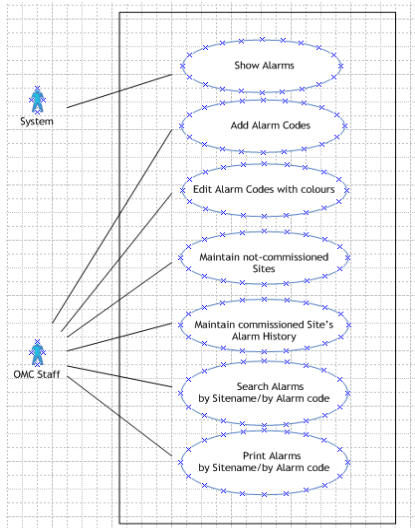 Show Alarms
System
Add Alarm Codes
Edit Alarm Codes with colours
Maintain not-commissioned
Sites
Maintain commissioned Site's
Alarm History
OMC Staff
Search Alarms
by Sitename/by Alarm code
Print Alarms
by Sitename/by Alarm code